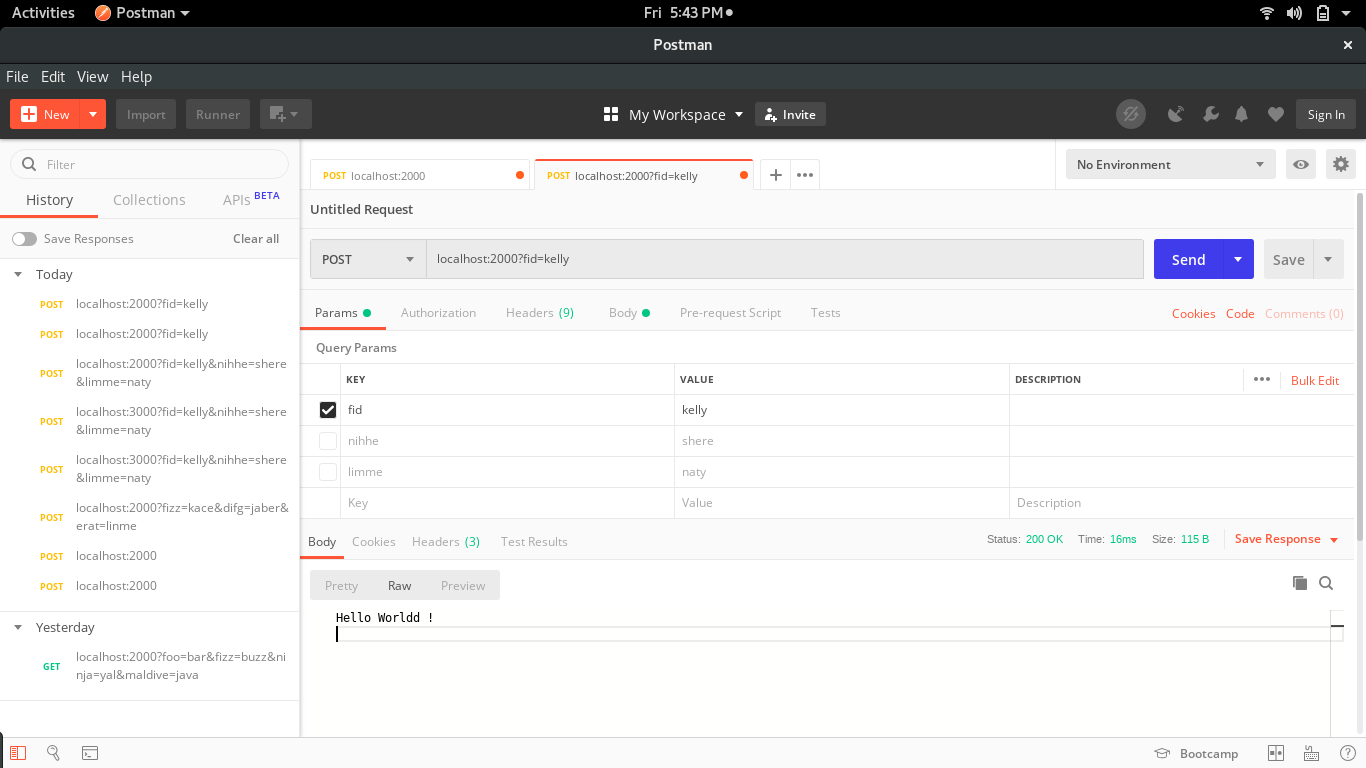 Activities Postman Fri 5:43 PM
Postman
File Edit View Help
New Import Runner My Workspace Invite Sign In
Filter
History Collections APIs BETA
Save Responses Clear all
Today
POST localhost:2000?fid=kelly
POST localhost:2000?fid=kelly
POST localhost:2000?fid=kelly&nihhe=shere
&limme=naty
POST localhost:3000?fid=kelly&nihhe=shere
&limme=naty
POST localhost:3000?fid=kelly&nihhe=shere
&limme=naty
POST localhost:2000?fizz=kace&difg=jaber&
erat=linme
POST localhost:2000
POST localhost:2000
Yesterday
GET localhost:2000?foo=bar&fizz=buzz&ni
nja=yal&maldive=java
POST localhost:2000 POST localhost:2000?fid=kelly No Environment
Untitled Request
POST localhost:2000?fid=kelly Send Save
Params Authorization Headers (9) Body Pre-request Script Tests Cookies Code Comments (0)
Query Params
KEY VALUE DESCRIPTION Bulk Edit
fid kelly
nihhe shere
limme naty
Key Value Description
Body Cookies Headers (3) Test Results Status: 200 OK Time: 16ms Size: 115 B Save Response
Pretty Raw Preview
Hello Worldd !
Bootcamp